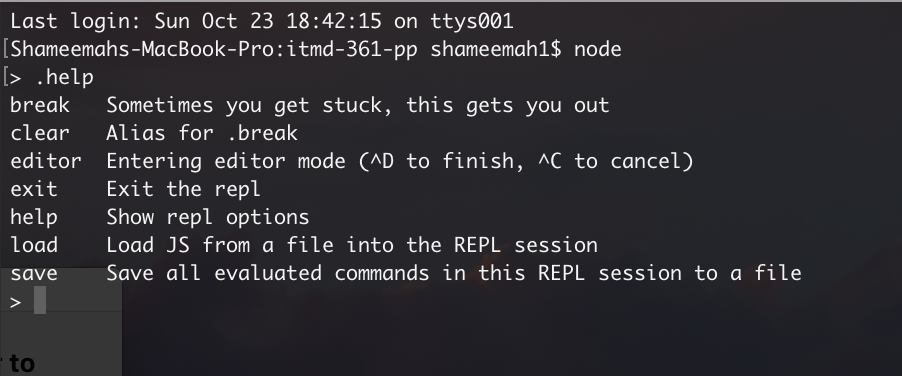 Last login: Sun Oct 23 18:42:15 on ttys001
[Shameemahs-MacBook-Pro:itmd-361-pp shameemah1$ node
[> .help
break   Sometimes you get stuck, this gets you out
clear   Alias for .break
editor  Entering editor mode (^D to finish, ^C to cancel)
exit    Exit the repl
help    Show repl options
load    Load JS from a file into the REPL session
save    Save all evaluated commands in this REPL session to a file
>
to